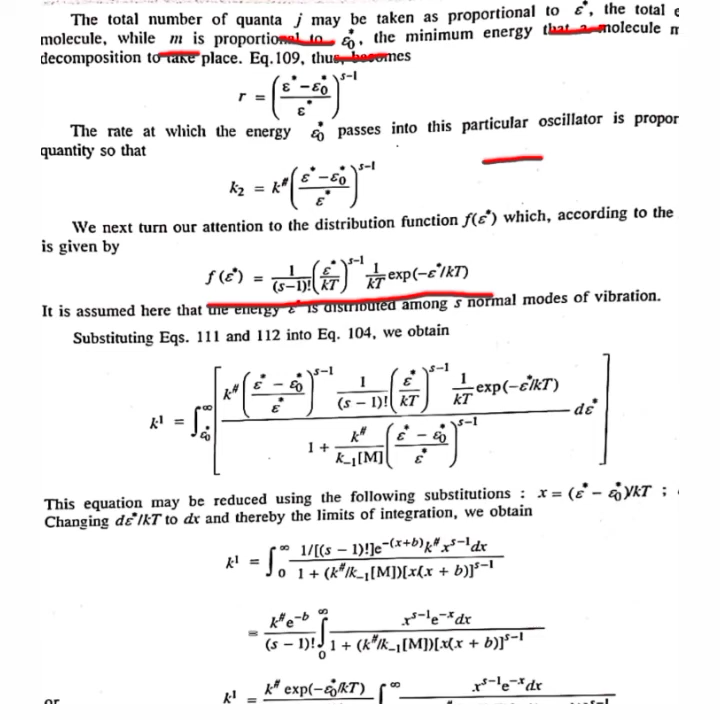 The total number of quanta j may be taken as proportional to ε*, the total e
molecule, while m is proportional to ε₀*, the minimum energy that a molecule m
decomposition to take place. Eq.109, thus, becomes
r = ((ε* − ε₀*)/ε*)^(s−1)
The rate at which the energy ε₀* passes into this particular oscillator is propor
quantity so that
k₂ = k^#((ε* − ε₀*)/ε*)^(s−1)
We next turn our attention to the distribution function f(ε*) which, according to the
is given by
f(ε*) = 1/(s−1)! (ε*/kT)^(s−1) 1/kT exp(−ε*/kT)
It is assumed here that the energy ε* is distributed among s normal modes of vibration.
Substituting Eqs. 111 and 112 into Eq. 104, we obtain
k¹ = ∫_(ε₀*)^∞ [ (k^#((ε* − ε₀*)/ε*)^(s−1) 1/(s − 1)! (ε*/kT)^(s−1) 1/kT exp(−ε*/kT)) / (1 + k^#/(k₋₁[M]) ((ε* − ε₀*)/ε*)^(s−1)) dε* ]
This equation may be reduced using the following substitutions : x = (ε* − ε₀*)/kT ;
Changing dε*/kT to dx and thereby the limits of integration, we obtain
k¹ = ∫₀^∞ (1/[(s − 1)!]e^(−(x+b)) k^# x^(s−1) dx) / (1 + (k^#/k₋₁[M])[x(x + b)]^(s−1))
= (k^# e^(−b))/((s − 1)!) ∫₀^∞ (x^(s−1) e^(−x) dx) / (1 + (k^#/k₋₁[M])[x(x + b)]^(s−1))
or k¹ = k^# exp(−ε₀*/kT) ∫^∞ x^(s−1) e^(−x) dx